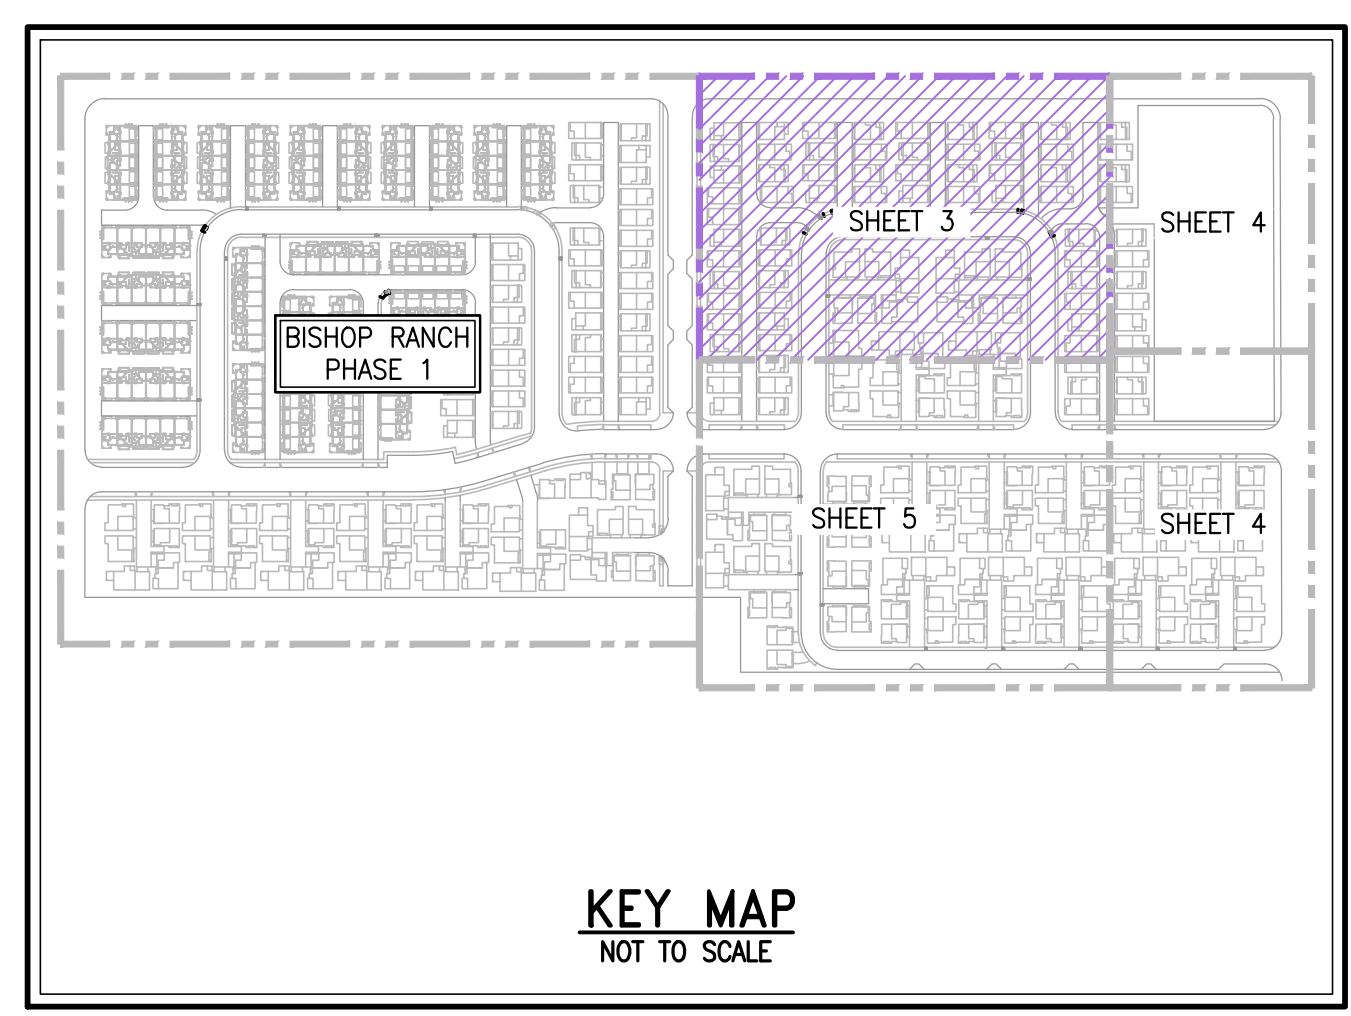 SHEET 3
SHEET 4
BISHOP RANCH
PHASE 1
SHEET 5
SHEET 4
KEY MAP
NOT TO SCALE